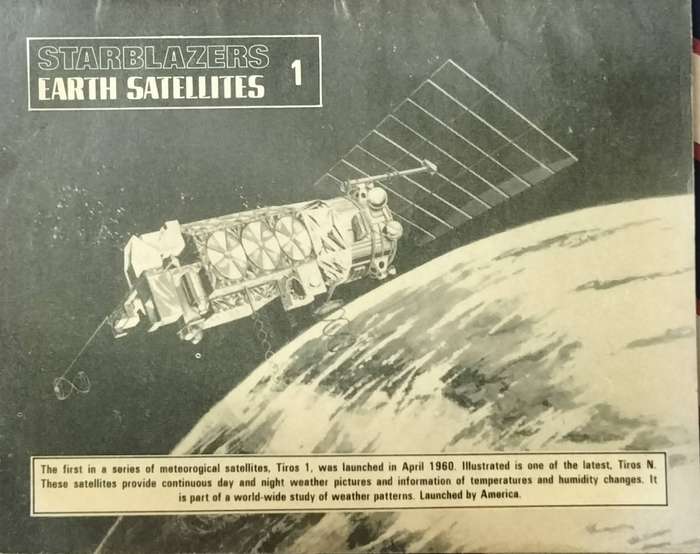 STARBLAZERS
EARTH SATELLITES 1
The first in a series of meteorogical satellites, Tiros 1, was launched in April 1960. Illustrated is one of the latest, Tiros N.
These satellites provide continuous day and night weather pictures and information of temperatures and humidity changes. It
is part of a world-wide study of weather patterns. Launched by America.